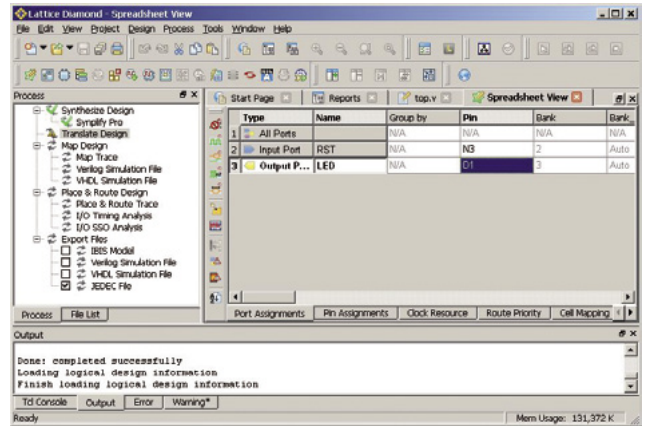 Lattice Diamond - Spreadsheet View
File Edit View Project Design Process Tools Window Help
Process
Start Page Reports top.v Spreadsheet View
Synthesize Design
Synplify Pro
Translate Design
Map Design
Map Trace
Verilog Simulation File
VHDL Simulation File
Place & Route Design
Place & Route Trace
I/O Timing Analysis
I/O SSO Analysis
Export Files
IBIS Model
Verilog Simulation File
VHDL Simulation File
JEDEC File
Process File List
Type Name Group by Pin Bank Bank_
1 All Ports N/A N/A N/A N/A
2 Input Port RST N/A N3 2 Auto
3 Output P... LED N/A D1 3 Auto
Port Assignments Pin Assignments Clock Resource Route Priority Cell Mapping
Output
Done: completed successfully
Loading logical design information
Finish loading logical design information
Tcl Console Output Error Warning*
Ready Mem Usage: 131,372 K